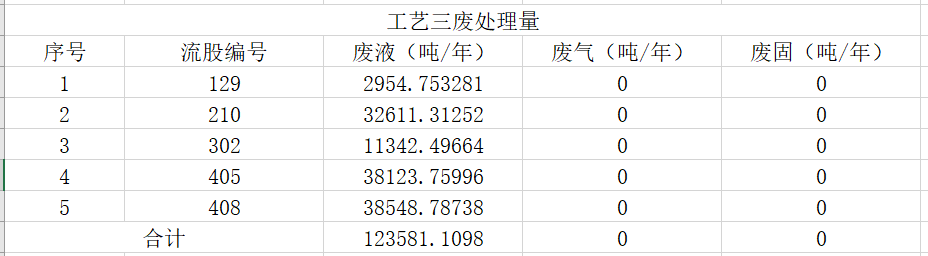 工艺三废处理量
序号 流股编号 废液（吨/年） 废气（吨/年） 废固（吨/年）
1 129 2954.753281 0 0
2 210 32611.31252 0 0
3 302 11342.49664 0 0
4 405 38123.75996 0 0
5 408 38548.78738 0 0
合计 123581.1098 0 0